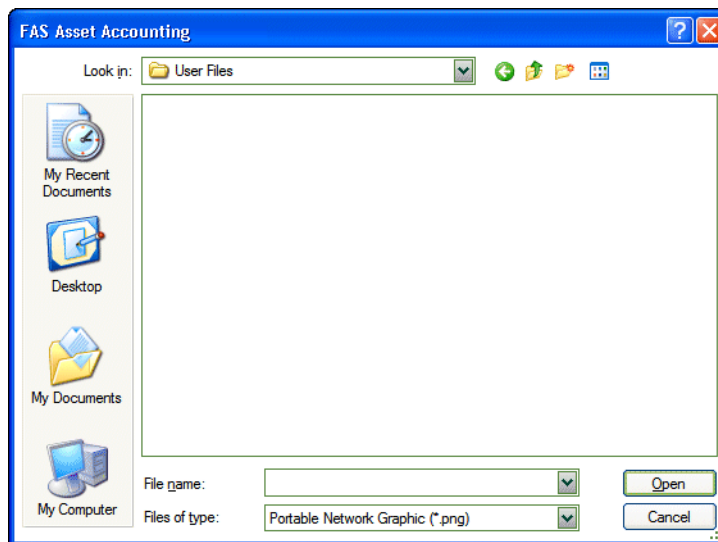 FAS Asset Accounting
Look in:
User Files
My Recent
Documents
Desktop
My Documents
My Computer
File name:
Open
Files of type:
Portable Network Graphic (*.png)
Cancel